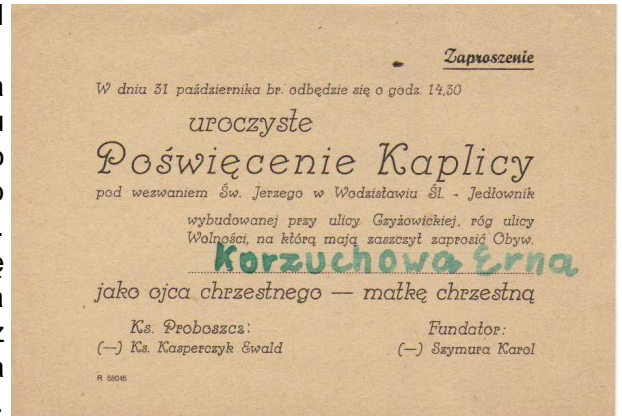 Zaproszenie
W dniu 31 października br. odbędzie się o godz. 14,30
uroczyste
Poświęcenie Kaplicy
pod wezwaniem Św. Jerzego w Wodzisławiu Śl. - Jedłownik
wybudowanej przy ulicy Czyżowickiej, róg ulicy
Wolności, na którą mają zaszczyt zaprosić Obyw.
Korzuchowa Erna
jako ojca chrzestnego — matkę chrzestną
Ks. Proboszcz:
(—) Ks. Kasperczyk Ewald
Fundator:
(—) Szymura Karol
R 58045